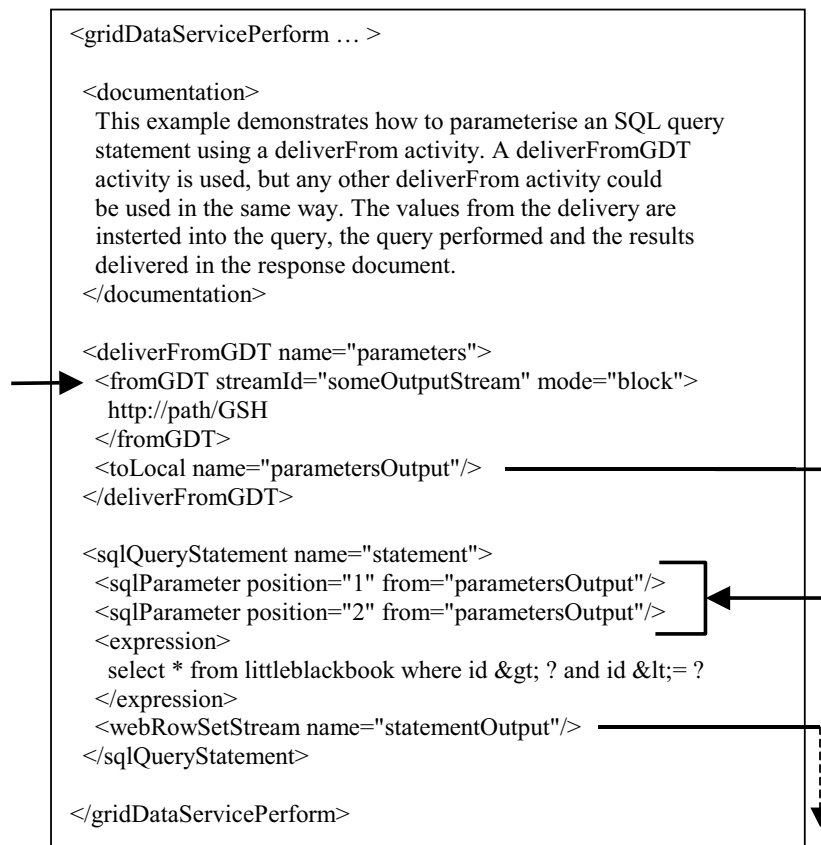 <gridDataServicePerform … >
<documentation>
This example demonstrates how to parameterise an SQL query
statement using a deliverFrom activity. A deliverFromGDT
activity is used, but any other deliverFrom activity could
be used in the same way. The values from the delivery are
insterted into the query, the query performed and the results
delivered in the response document.
</documentation>
<deliverFromGDT name="parameters">
<fromGDT streamId="someOutputStream" mode="block">
http://path/GSH
</fromGDT>
<toLocal name="parametersOutput"/>
</deliverFromGDT>
<sqlQueryStatement name="statement">
<sqlParameter position="1" from="parametersOutput"/>
<sqlParameter position="2" from="parametersOutput"/>
<expression>
select * from littleblackbook where id &gt; ? and id &lt;= ?
</expression>
<webRowSetStream name="statementOutput"/>
</sqlQueryStatement>
</gridDataServicePerform>